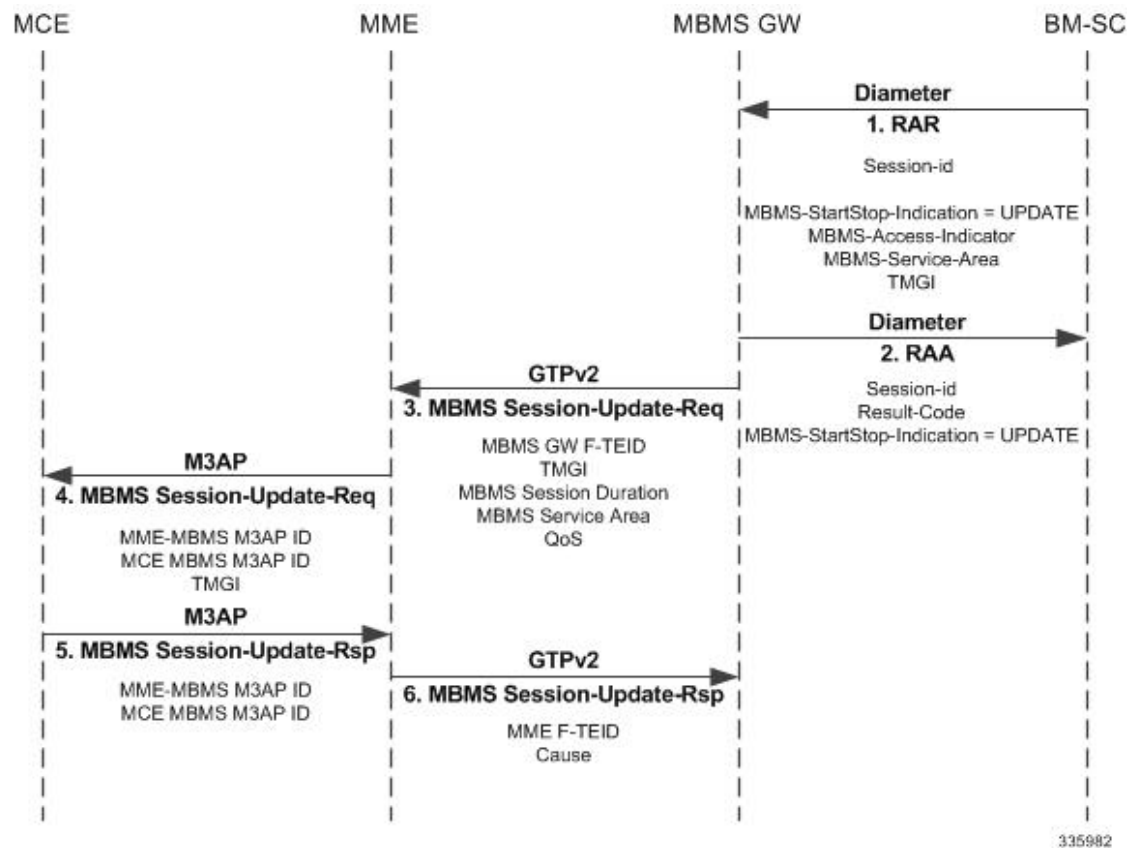 MCE MME MBMS GW BM-SC
Diameter
1. RAR
Session-id
MBMS-StartStop-Indication = UPDATE
MBMS-Access-Indicator
MBMS-Service-Area
TMGI
Diameter
2. RAA
Session-id
Result-Code
MBMS-StartStop-Indication = UPDATE
GTPv2
3. MBMS Session-Update-Req
MBMS GW F-TEID
TMGI
MBMS Session Duration
MBMS Service Area
QoS
M3AP
4. MBMS Session-Update-Req
MME-MBMS M3AP ID
MCE MBMS M3AP ID
TMGI
M3AP
5. MBMS Session-Update-Rsp
MME-MBMS M3AP ID
MCE MBMS M3AP ID
GTPv2
6. MBMS Session-Update-Rsp
MME F-TEID
Cause
335982